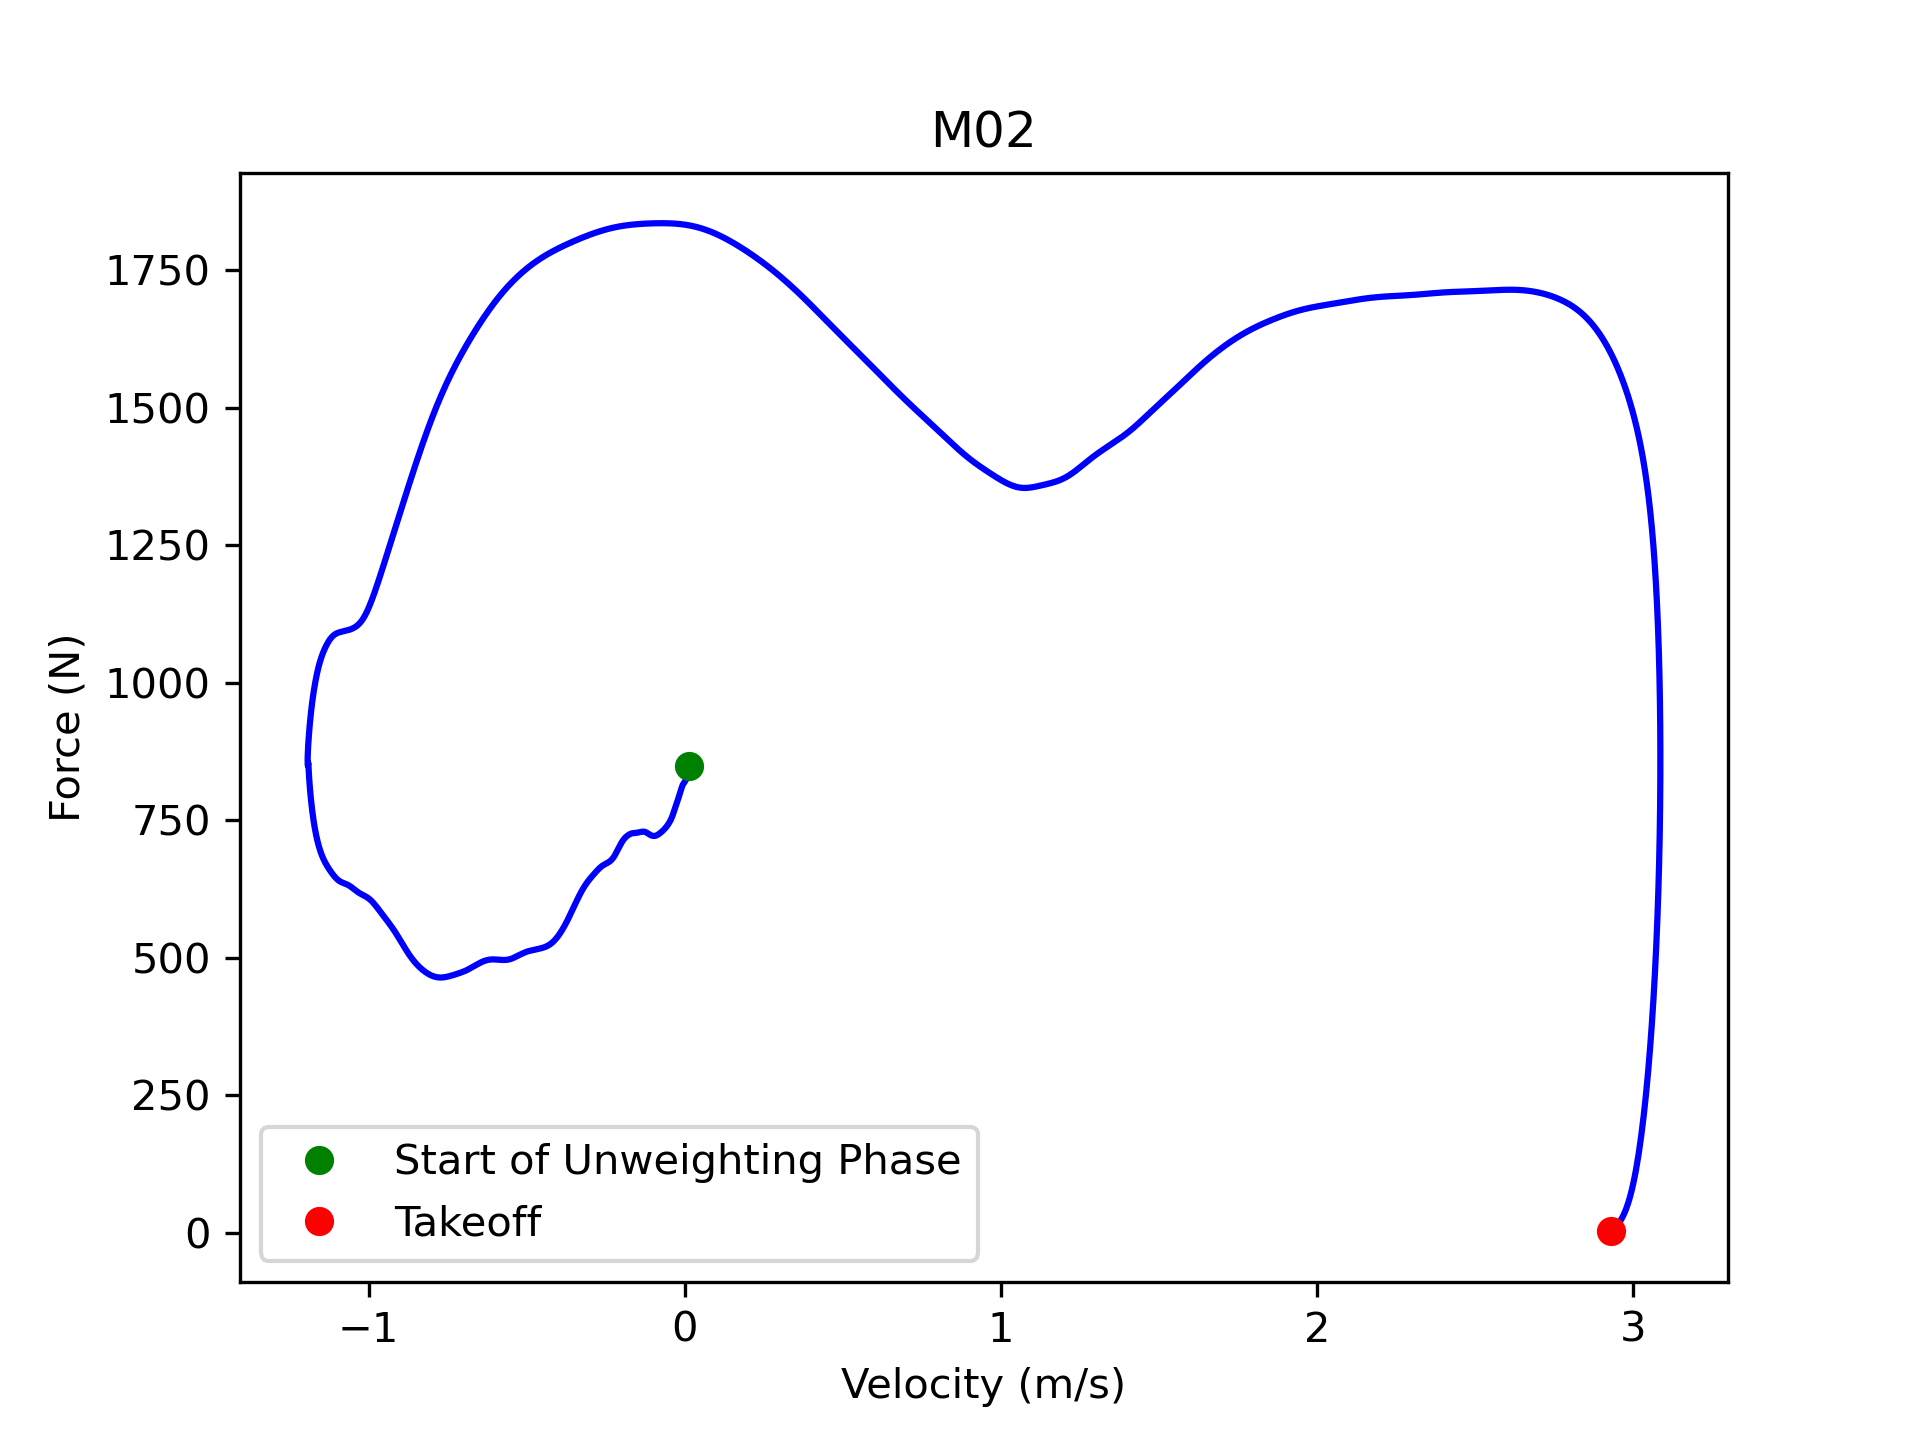 M02
1750
1500
1250
1000
750
500
250
0
Force (N)
Start of Unweighting Phase
Takeoff
−1 0 1 2 3
Velocity (m/s)